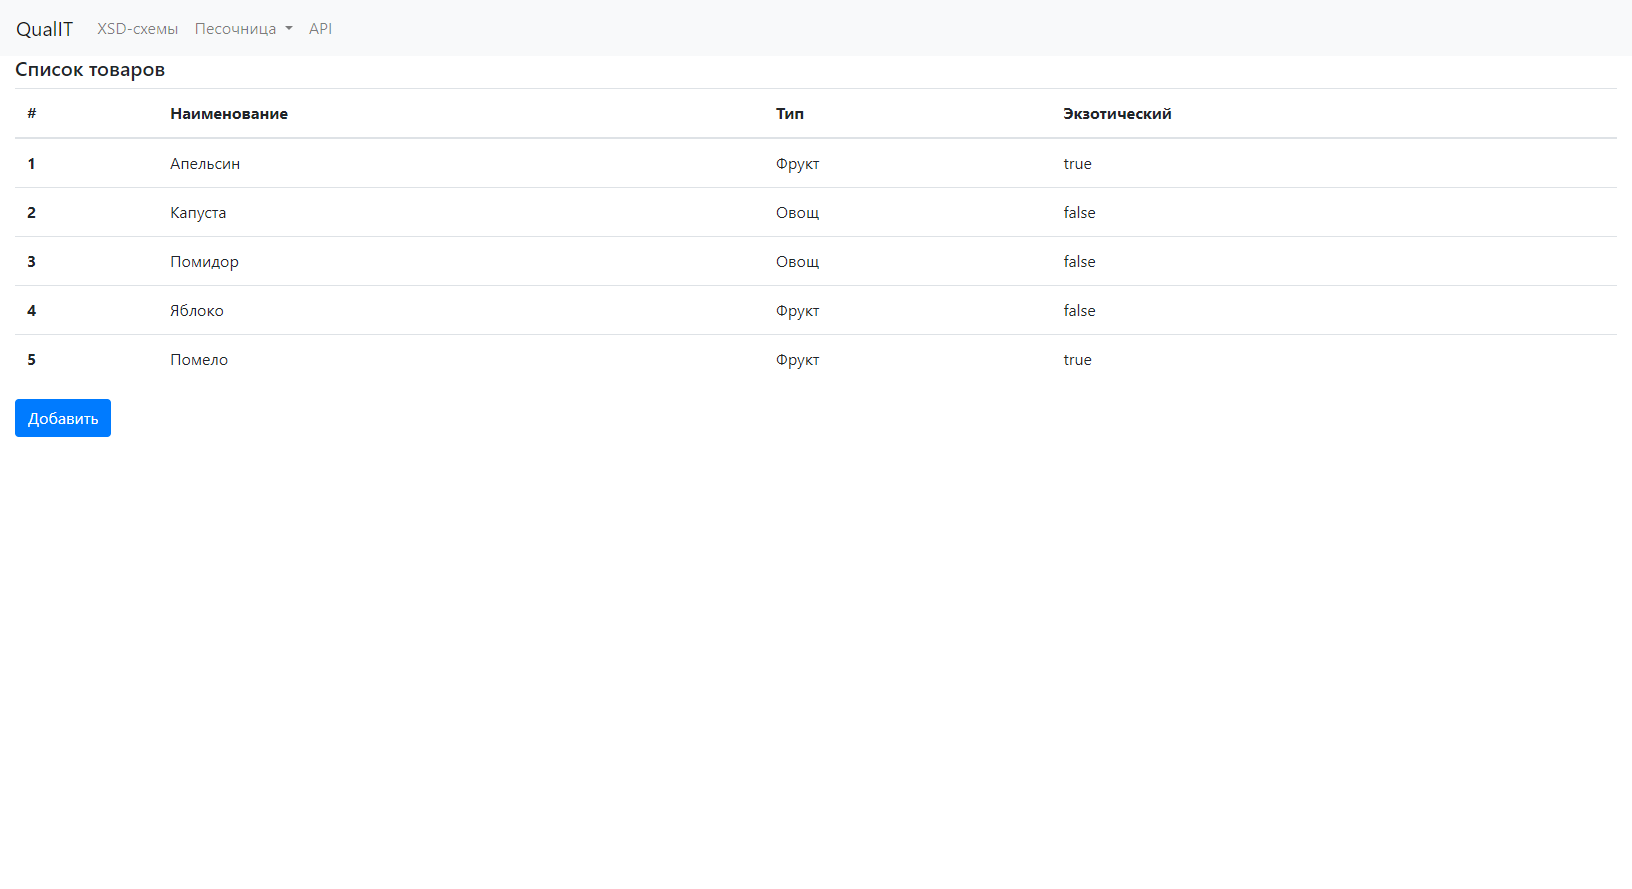 QualIT XSD-схемы Песочница API
Список товаров
# Наименование Тип Экзотический
1 Апельсин Фрукт true
2 Капуста Овощ false
3 Помидор Овощ false
4 Яблоко Фрукт false
5 Помело Фрукт true
Добавить